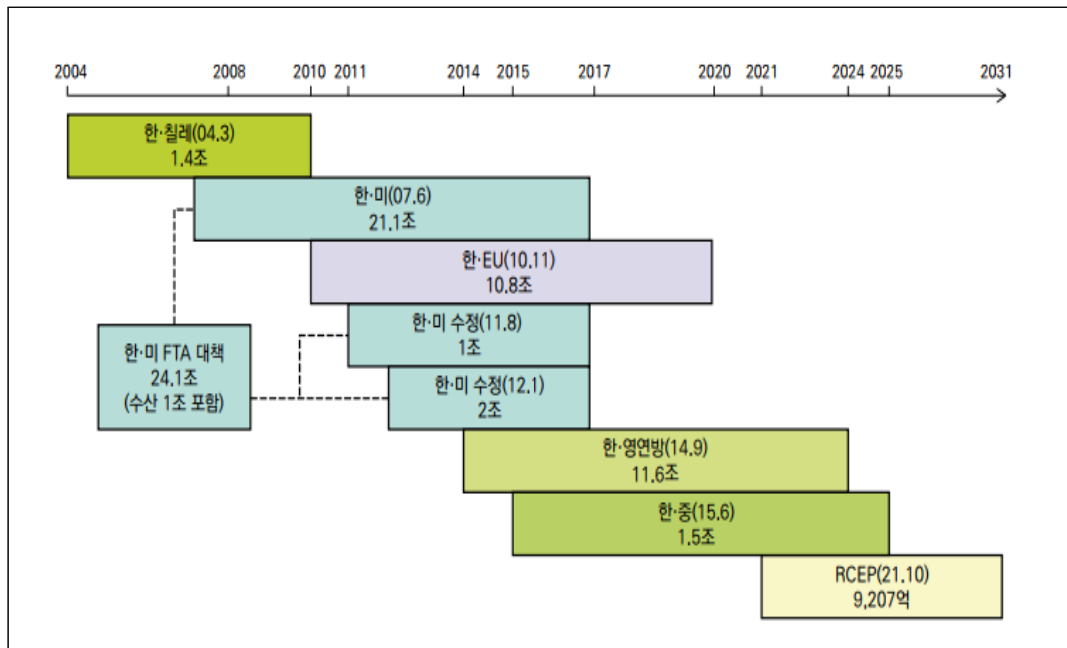 2004 2008 2010 2011 2014 2015 2017 2020 2021 2024 2025 2031
한·칠레(04.3)
1.4조
한·미(07.6)
21.1조
한·EU(10.11)
10.8조
한·미 수정(11.8)
1조
한·미 FTA 대책
24.1조
(수산 1조 포함)
한·미 수정(12.1)
2조
한·영연방(14.9)
11.6조
한·중(15.6)
1.5조
RCEP(21.10)
9,207억